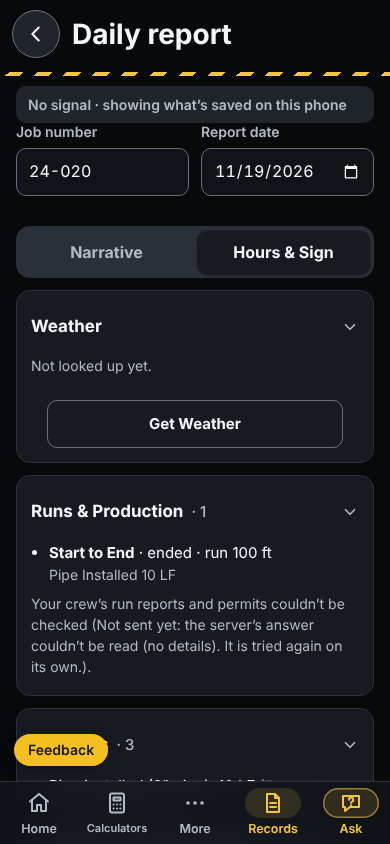 Daily report
No signal · showing what's saved on this phone
Job number
Report date
24-020
11/19/2026
Narrative
Hours & Sign
Weather
Not looked up yet.
Get Weather
Runs & Production · 1
• Start to End · ended · run 100 ft
Pipe Installed 10 LF
Your crew's run reports and permits couldn't be
checked (Not sent yet: the server's answer
couldn't be read (no details). It is tried again on
its own.).
· 3
Feedback
Home
Calculators
More
Records
Ask